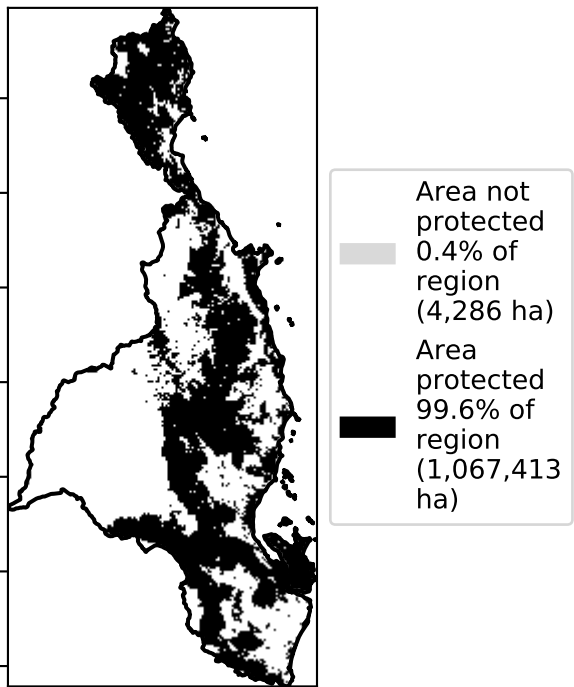 Area not
protected
0.4% of
region
(4,286 ha)
Area
protected
99.6% of
region
(1,067,413
ha)